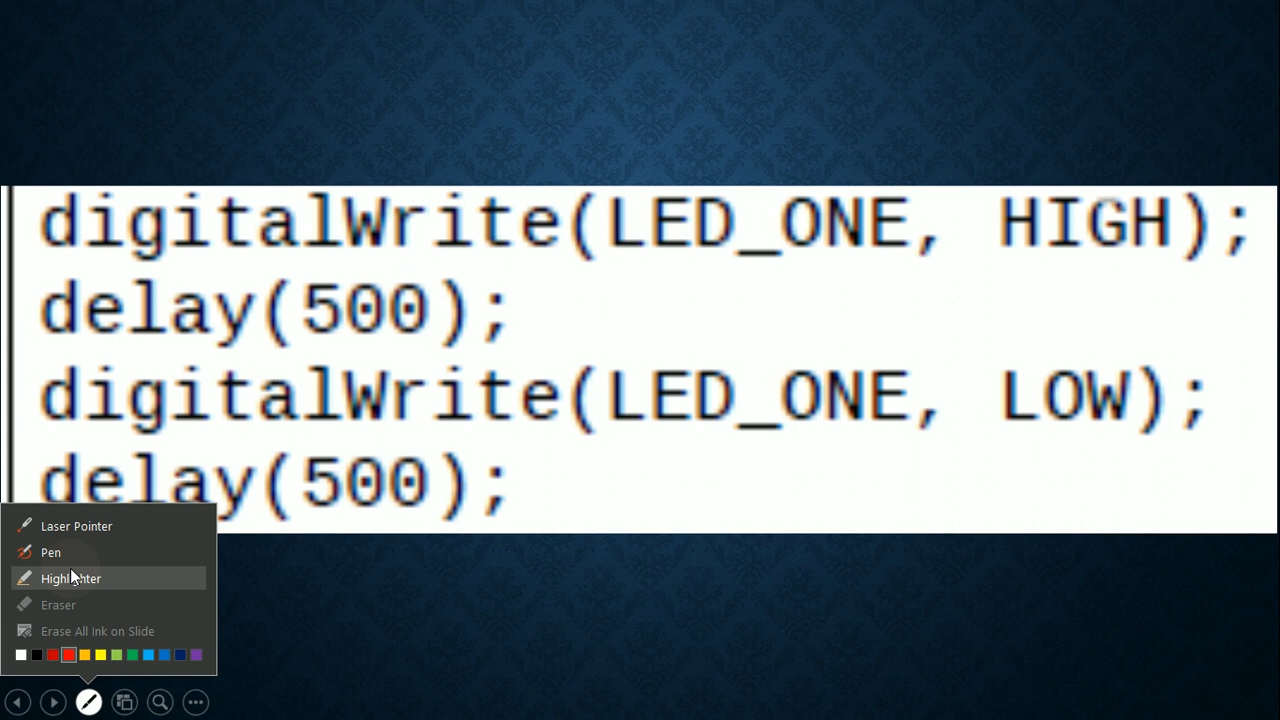 digitalWrite(LED_ONE, HIGH);
delay(500);
digitalWrite(LED_ONE, LOW);
delay(500);
Laser Pointer
Pen
Highlighter
Eraser
Erase All Ink on Slide